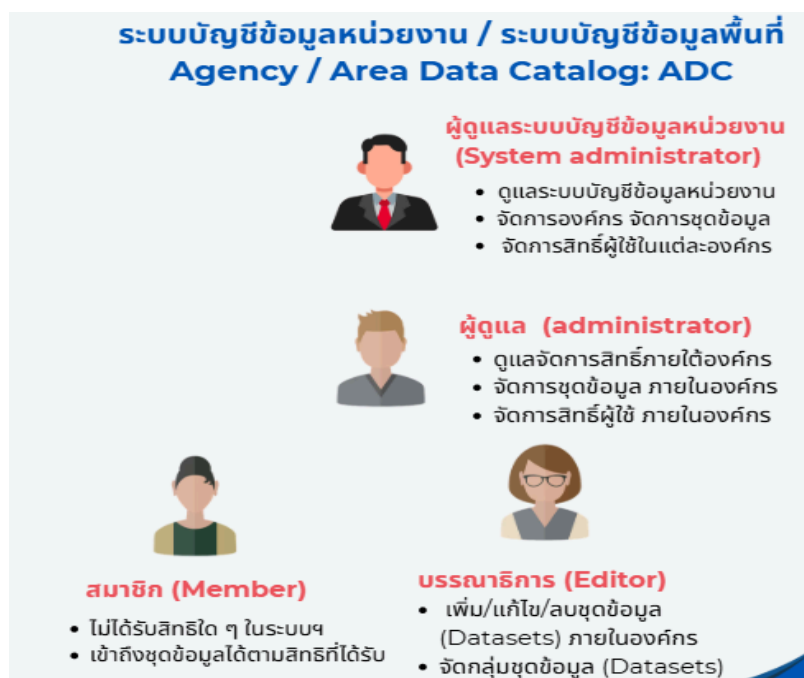 ระบบบัญชีข้อมูลหน่วยงาน / ระบบบัญชีข้อมูลพื้นที่
Agency / Area Data Catalog: ADC
ผู้ดูแลระบบบัญชีข้อมูลหน่วยงาน
(System administrator)
• ดูแลระบบบัญชีข้อมูลหน่วยงาน
• จัดการองค์กร จัดการชุดข้อมูล
• จัดการสิทธิ์ผู้ใช้ในแต่ละองค์กร
ผู้ดูแล (administrator)
• ดูแลจัดการสิทธิ์ภายใต้องค์กร
• จัดการชุดข้อมูล ภายในองค์กร
• จัดการสิทธิ์ผู้ใช้ ภายในองค์กร
สมาชิก (Member)
• ไม่ได้รับสิทธิใด ๆ ในระบบฯ
• เข้าถึงชุดข้อมูลได้ตามสิทธิที่ได้รับ
บรรณาธิการ (Editor)
• เพิ่ม/แก้ไข/ลบชุดข้อมูล
(Datasets) ภายในองค์กร
• จัดกลุ่มชุดข้อมูล (Datasets)